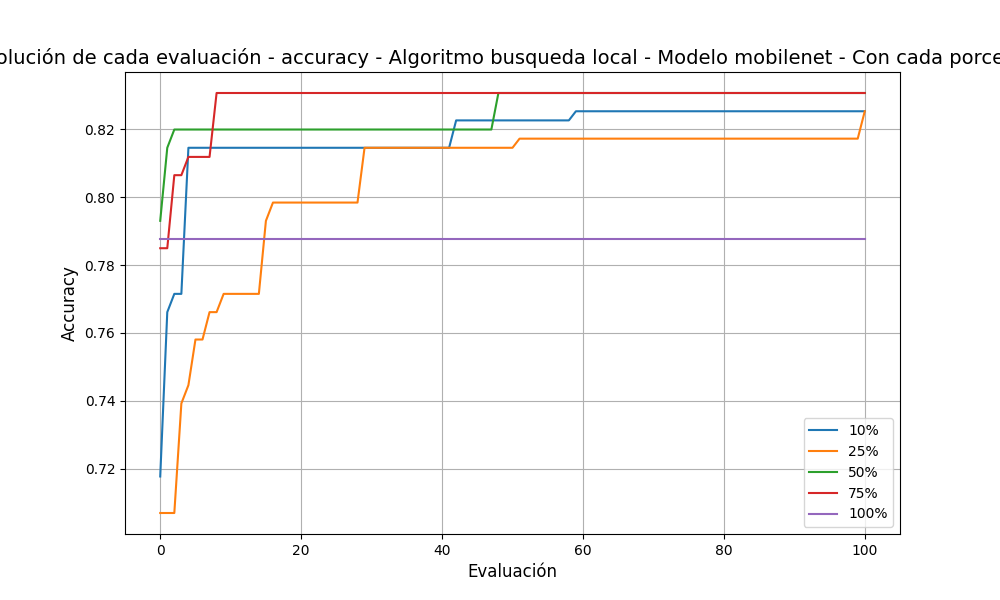 olución de cada evaluación - accuracy - Algoritmo busqueda local - Modelo mobilenet - Con cada porce
0.82
0.80
0.78
0.76
0.74
0.72
Accuracy
0 20 40 60 80 100
Evaluación
10%
25%
50%
75%
100%